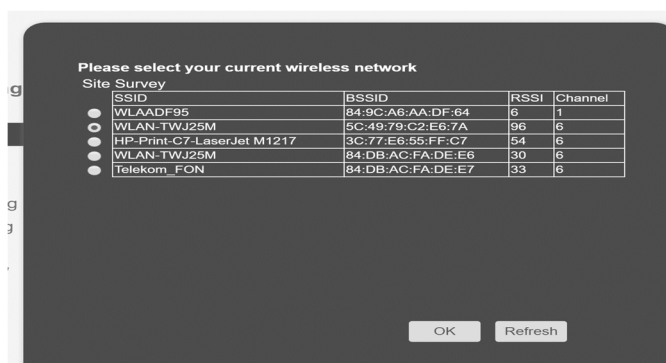 g
Please select your current wireless network
Site Survey
SSID BSSID RSSI Channel
WLAADF95 84:9C:A6:AA:DF:64 6 1
WLAN-TWJ25M 5C:49:79:C2:E6:7A 96 6
HP-Print-C7-LaserJet M1217 3C:77:E6:55:FF:C7 54 6
WLAN-TWJ25M 84:DB:AC:FA:DE:E6 30 6
Telekom_FON 84:DB:AC:FA:DE:E7 33 6
g
g
OK Refresh